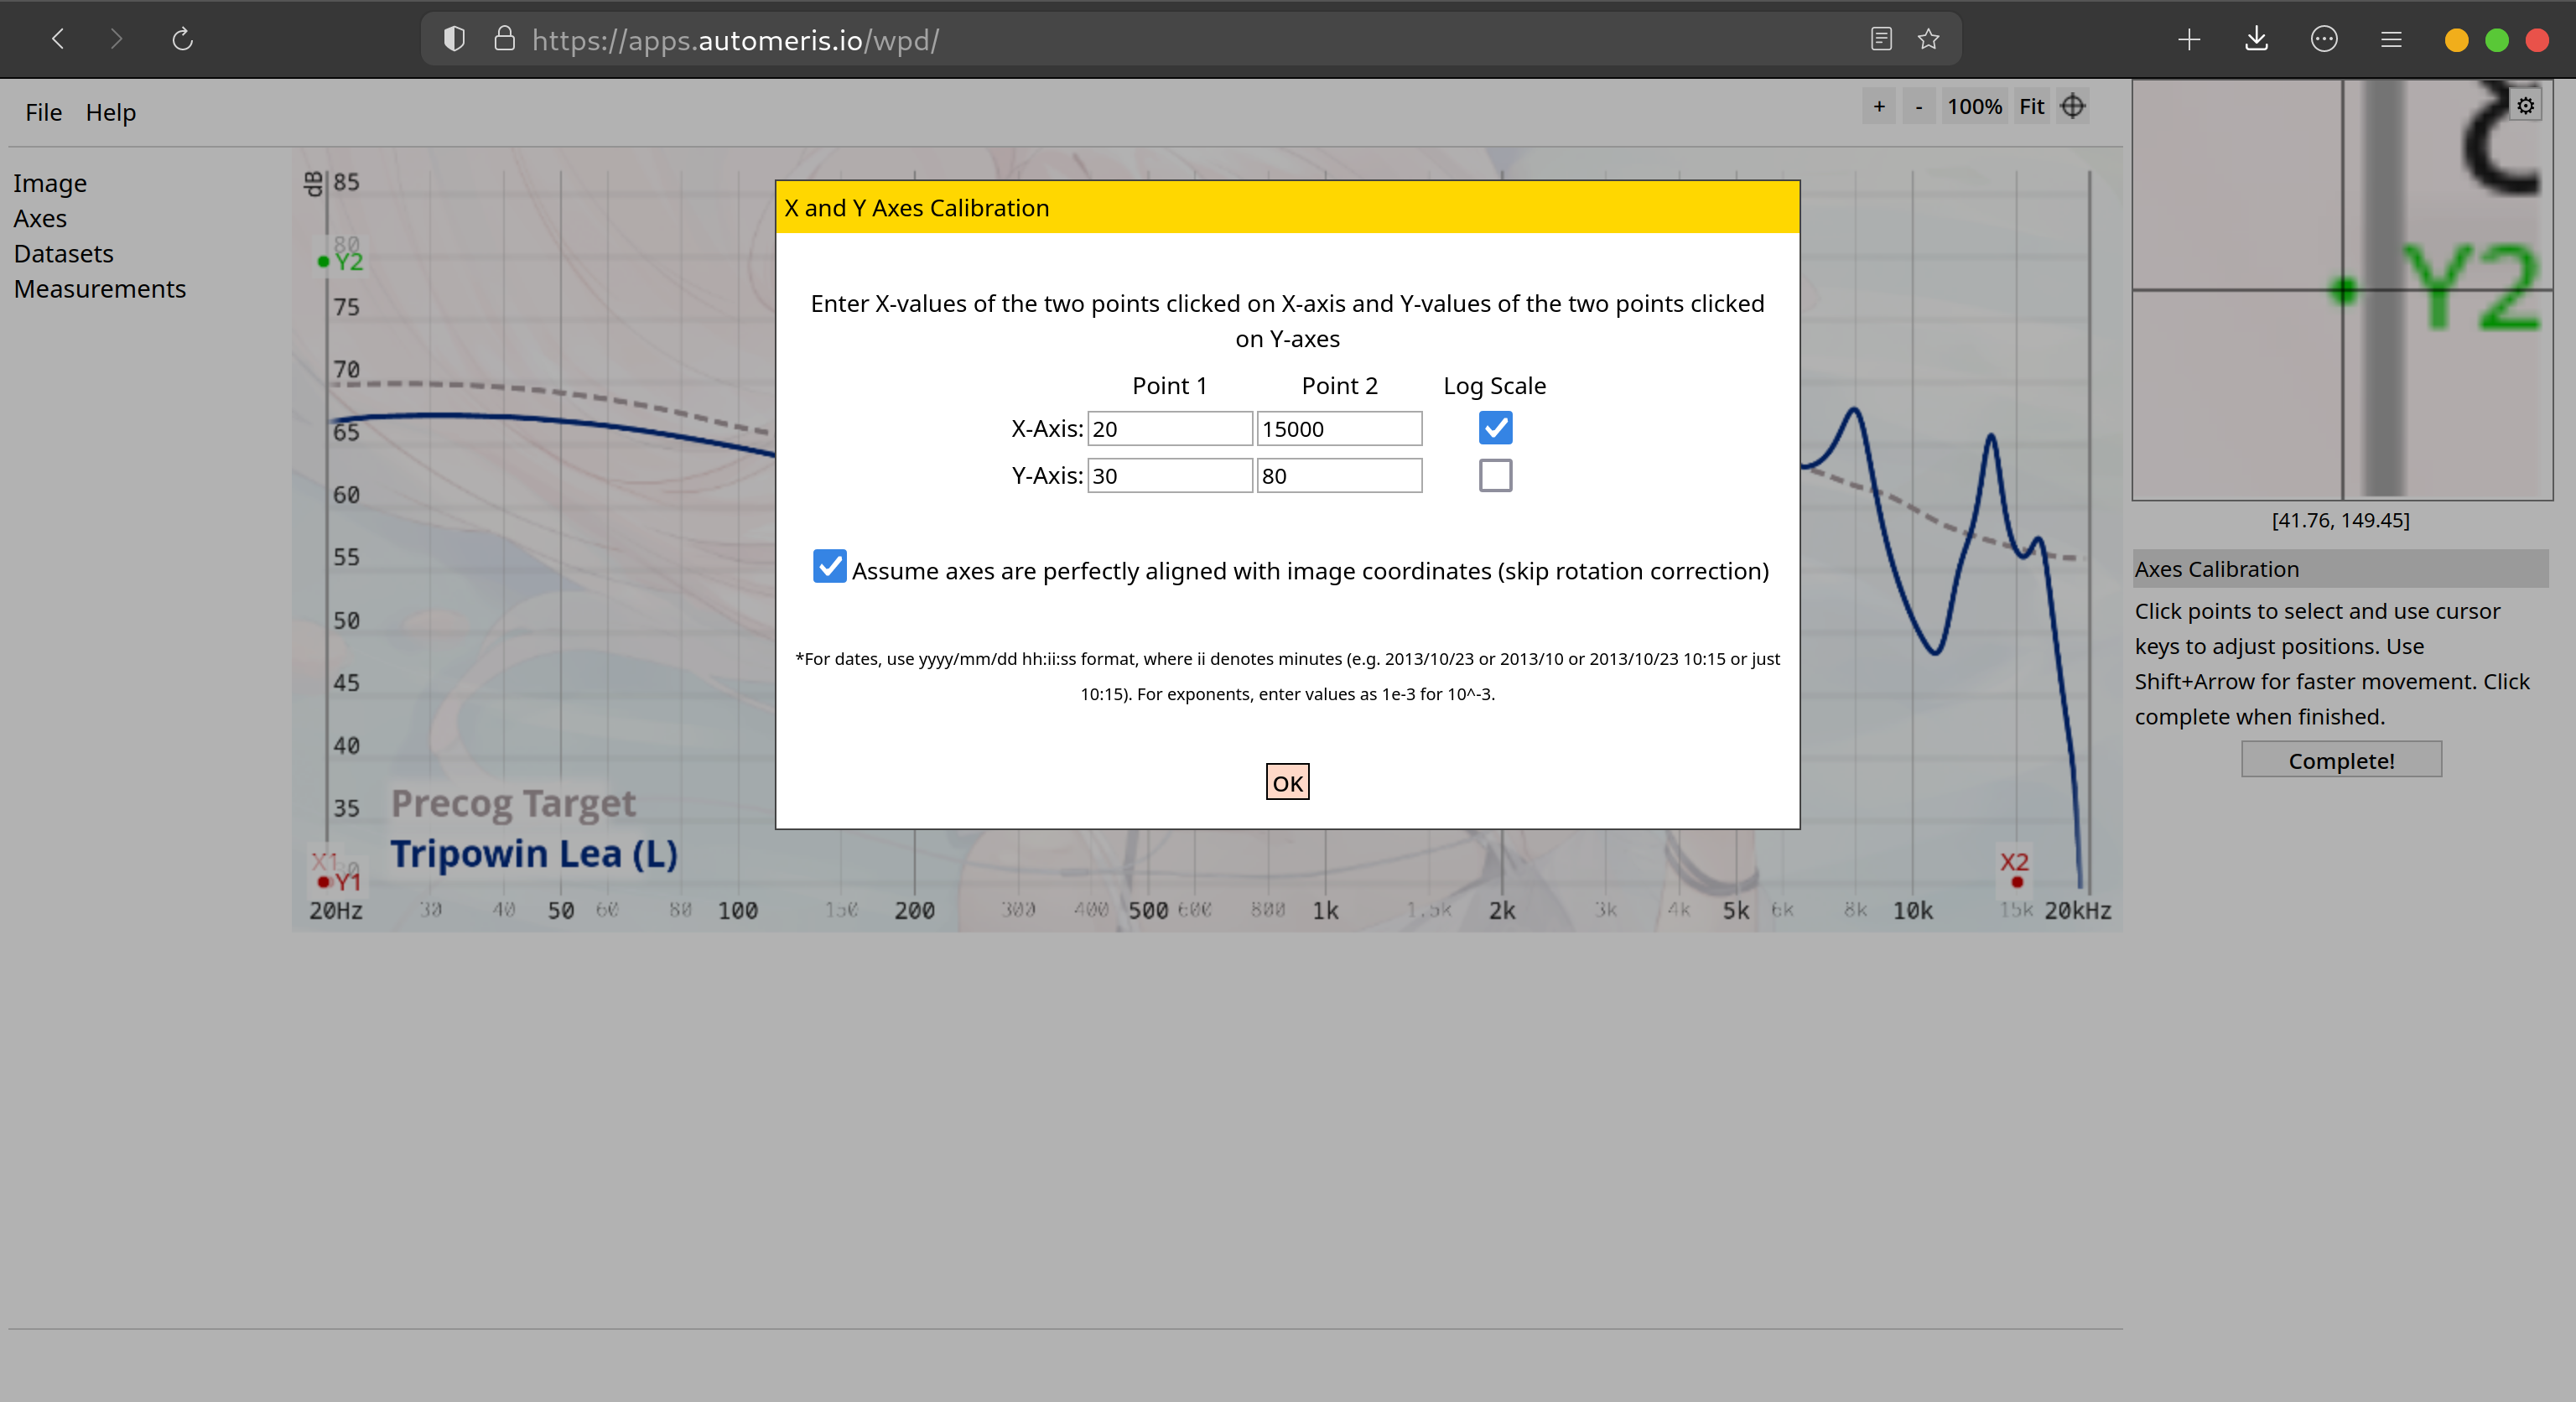 https://apps.automeris.io/wpd/
File Help
+ - 100% Fit
Image
Axes
Datasets
Measurements
dB
85
80
Y2
75
70
65
60
55
50
45
40
35
30
X1
Y1
Precog Target
Tripowin Lea (L)
X2
20Hz 30 40 50 60 80 100 150 200 300 400 500 600 800 1k 1.5k 2k 3k 4k 5k 6k 8k 10k 15k 20kHz
X and Y Axes Calibration
Enter X-values of the two points clicked on X-axis and Y-values of the two points clicked
on Y-axes
Point 1 Point 2 Log Scale
X-Axis: 20 15000
Y-Axis: 30 80
Assume axes are perfectly aligned with image coordinates (skip rotation correction)
*For dates, use yyyy/mm/dd hh:ii:ss format, where ii denotes minutes (e.g. 2013/10/23 or 2013/10 or 2013/10/23 10:15 or just
10:15). For exponents, enter values as 1e-3 for 10^-3.
OK
Y2
[41.76, 149.45]
Axes Calibration
Click points to select and use cursor
keys to adjust positions. Use
Shift+Arrow for faster movement. Click
complete when finished.
Complete!